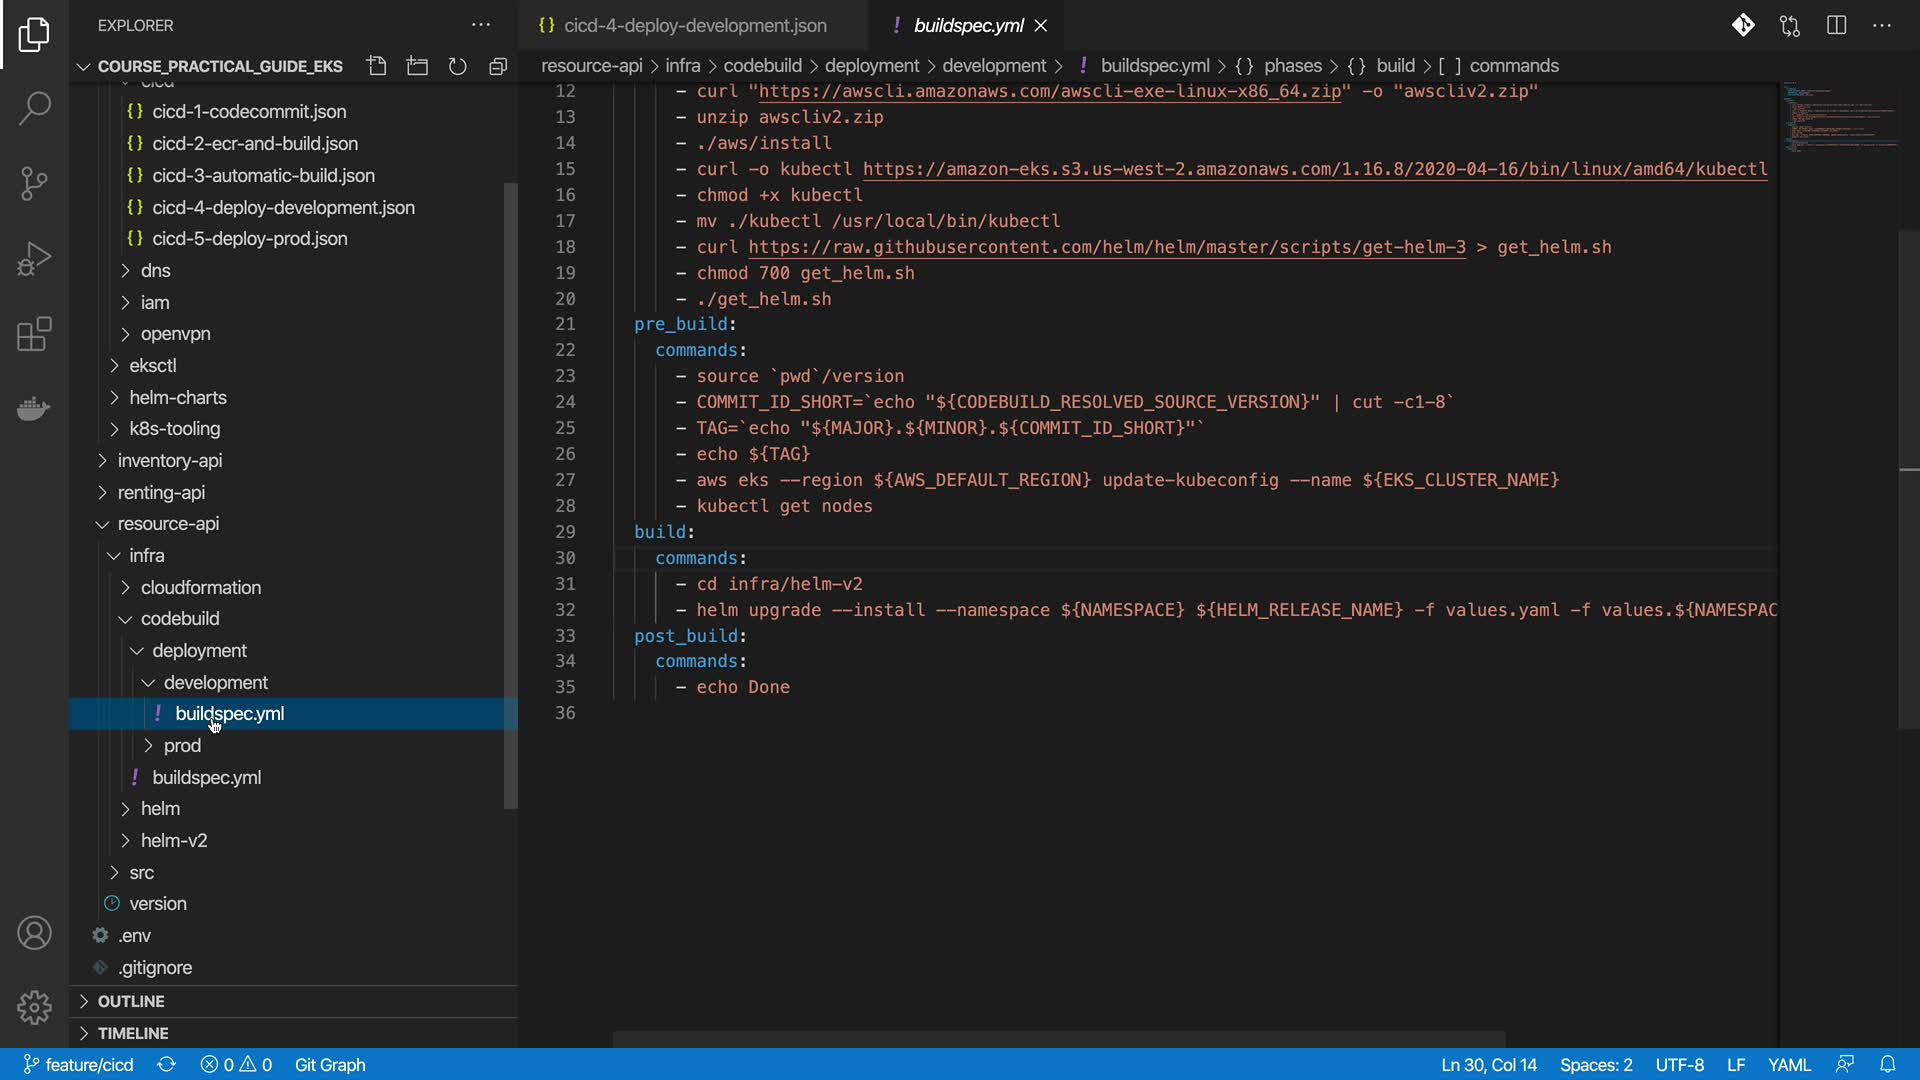 EXPLORER
COURSE_PRACTICAL_GUIDE_EKS
cicd
{} cicd-1-codecommit.json
{} cicd-2-ecr-and-build.json
{} cicd-3-automatic-build.json
{} cicd-4-deploy-development.json
{} cicd-5-deploy-prod.json
dns
iam
openvpn
eksctl
helm-charts
k8s-tooling
inventory-api
renting-api
resource-api
infra
cloudformation
codebuild
deployment
development
! buildspec.yml
prod
! buildspec.yml
helm
helm-v2
src
version
.env
.gitignore
OUTLINE
TIMELINE
{} cicd-4-deploy-development.json
! buildspec.yml
resource-api > infra > codebuild > deployment > development > ! buildspec.yml > {} phases > {} build > [ ] commands
12 - curl "https://awscli.amazonaws.com/awscli-exe-linux-x86_64.zip" -o "awscliv2.zip"
13 - unzip awscliv2.zip
14 - ./aws/install
15 - curl -o kubectl https://amazon-eks.s3.us-west-2.amazonaws.com/1.16.8/2020-04-16/bin/linux/amd64/kubectl
16 - chmod +x kubectl
17 - mv ./kubectl /usr/local/bin/kubectl
18 - curl https://raw.githubusercontent.com/helm/helm/master/scripts/get-helm-3 > get_helm.sh
19 - chmod 700 get_helm.sh
20 - ./get_helm.sh
21 pre_build:
22 commands:
23 - source `pwd`/version
24 - COMMIT_ID_SHORT=`echo "${CODEBUILD_RESOLVED_SOURCE_VERSION}" | cut -c1-8`
25 - TAG=`echo "${MAJOR}.${MINOR}.${COMMIT_ID_SHORT}"`
26 - echo ${TAG}
27 - aws eks --region ${AWS_DEFAULT_REGION} update-kubeconfig --name ${EKS_CLUSTER_NAME}
28 - kubectl get nodes
29 build:
30 commands:
31 - cd infra/helm-v2
32 - helm upgrade --install --namespace ${NAMESPACE} ${HELM_RELEASE_NAME} -f values.yaml -f values.${NAMESPAC
33 post_build:
34 commands:
35 - echo Done
36
feature/cicd
0 0
Git Graph
Ln 30, Col 14
Spaces: 2
UTF-8
LF
YAML